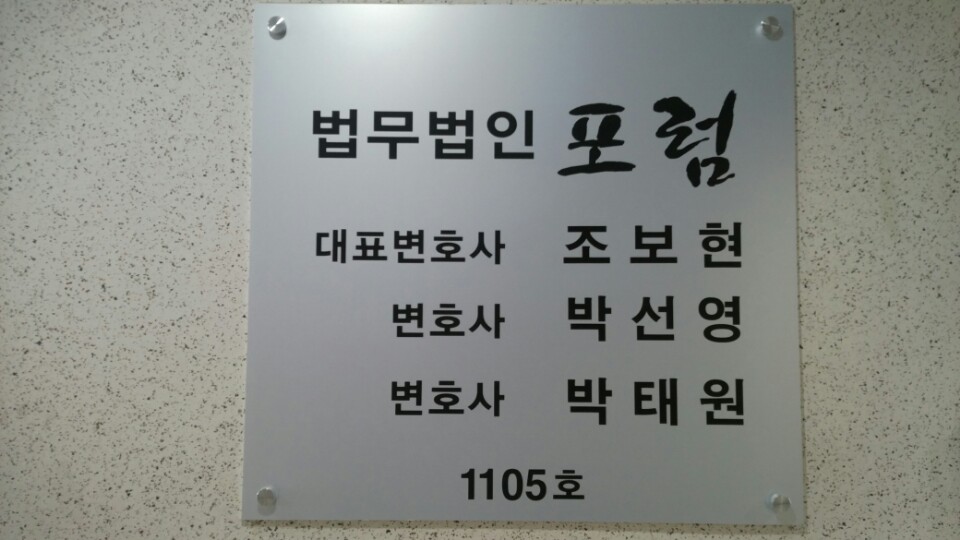 법무법인 포럼
대표변호사 조보현
변호사 박선영
변호사 박태원
1105호